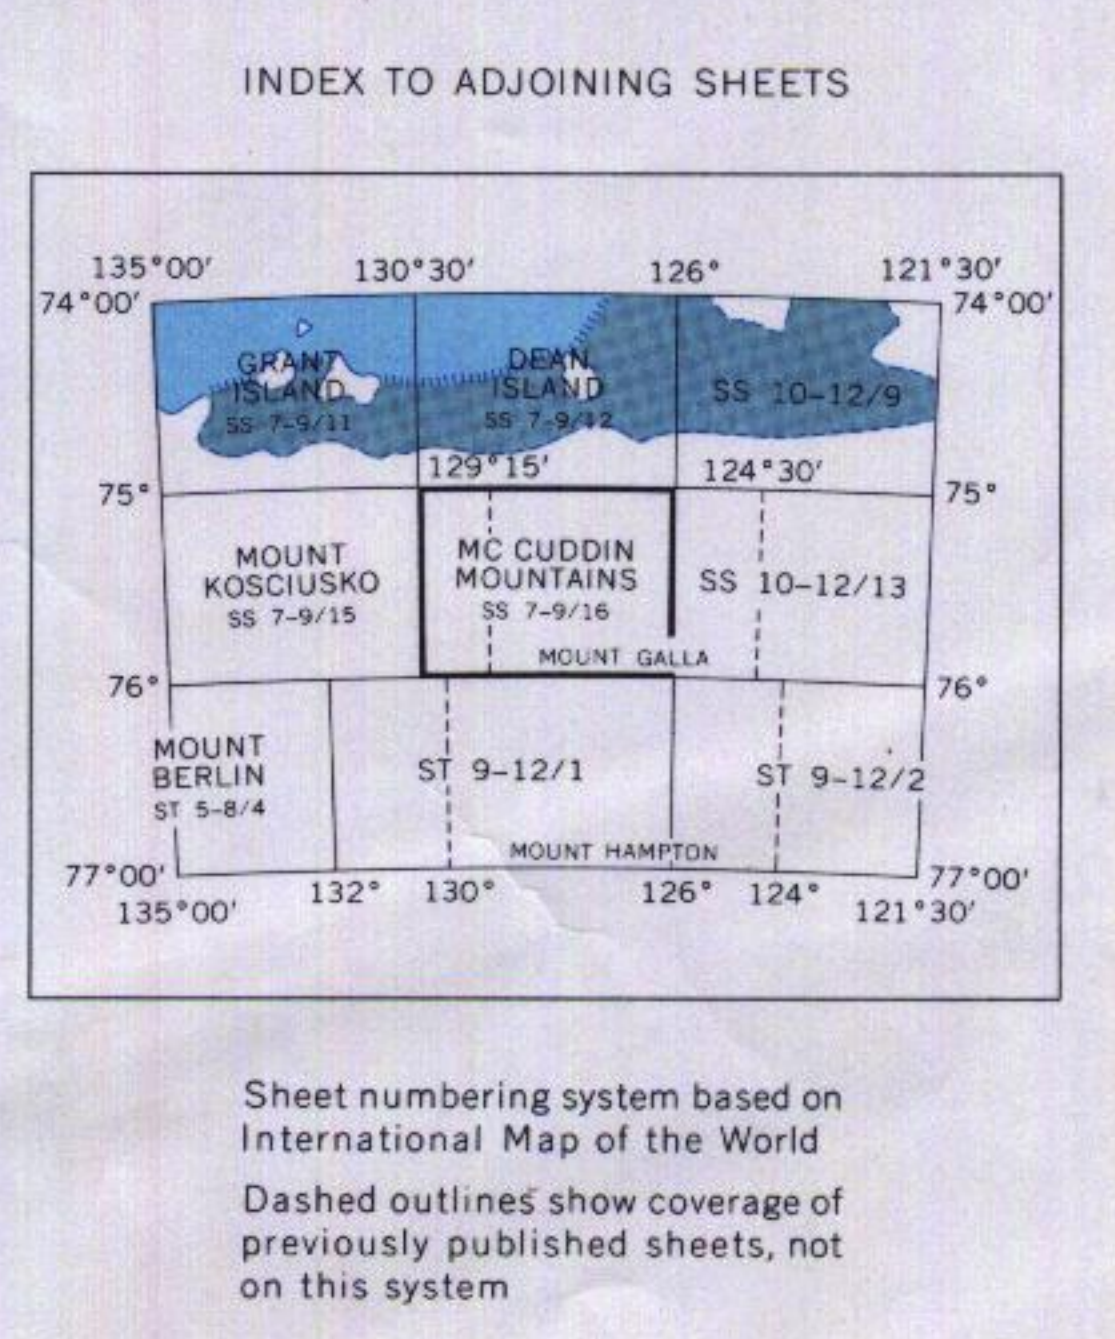 INDEX TO ADJOINING SHEETS
135°00′ 130°30′ 126° 121°30′
74°00′ 74°00′
GRANT
ISLAND
SS 7–9/11
DEAN
ISLAND
SS 7–9/12
SS 10–12/9
129°15′ 124°30′
75° 75°
MOUNT
KOSCIUSKO
SS 7–9/15
MC CUDDIN
MOUNTAINS
SS 7–9/16
SS 10–12/13
MOUNT GALLA
76° 76°
MOUNT
BERLIN
ST 5–8/4
ST 9–12/1
ST 9–12/2
MOUNT HAMPTON
77°00′ 77°00′
135°00′ 132° 130° 126° 124° 121°30′
Sheet numbering system based on
International Map of the World
Dashed outlines show coverage of
previously published sheets, not
on this system